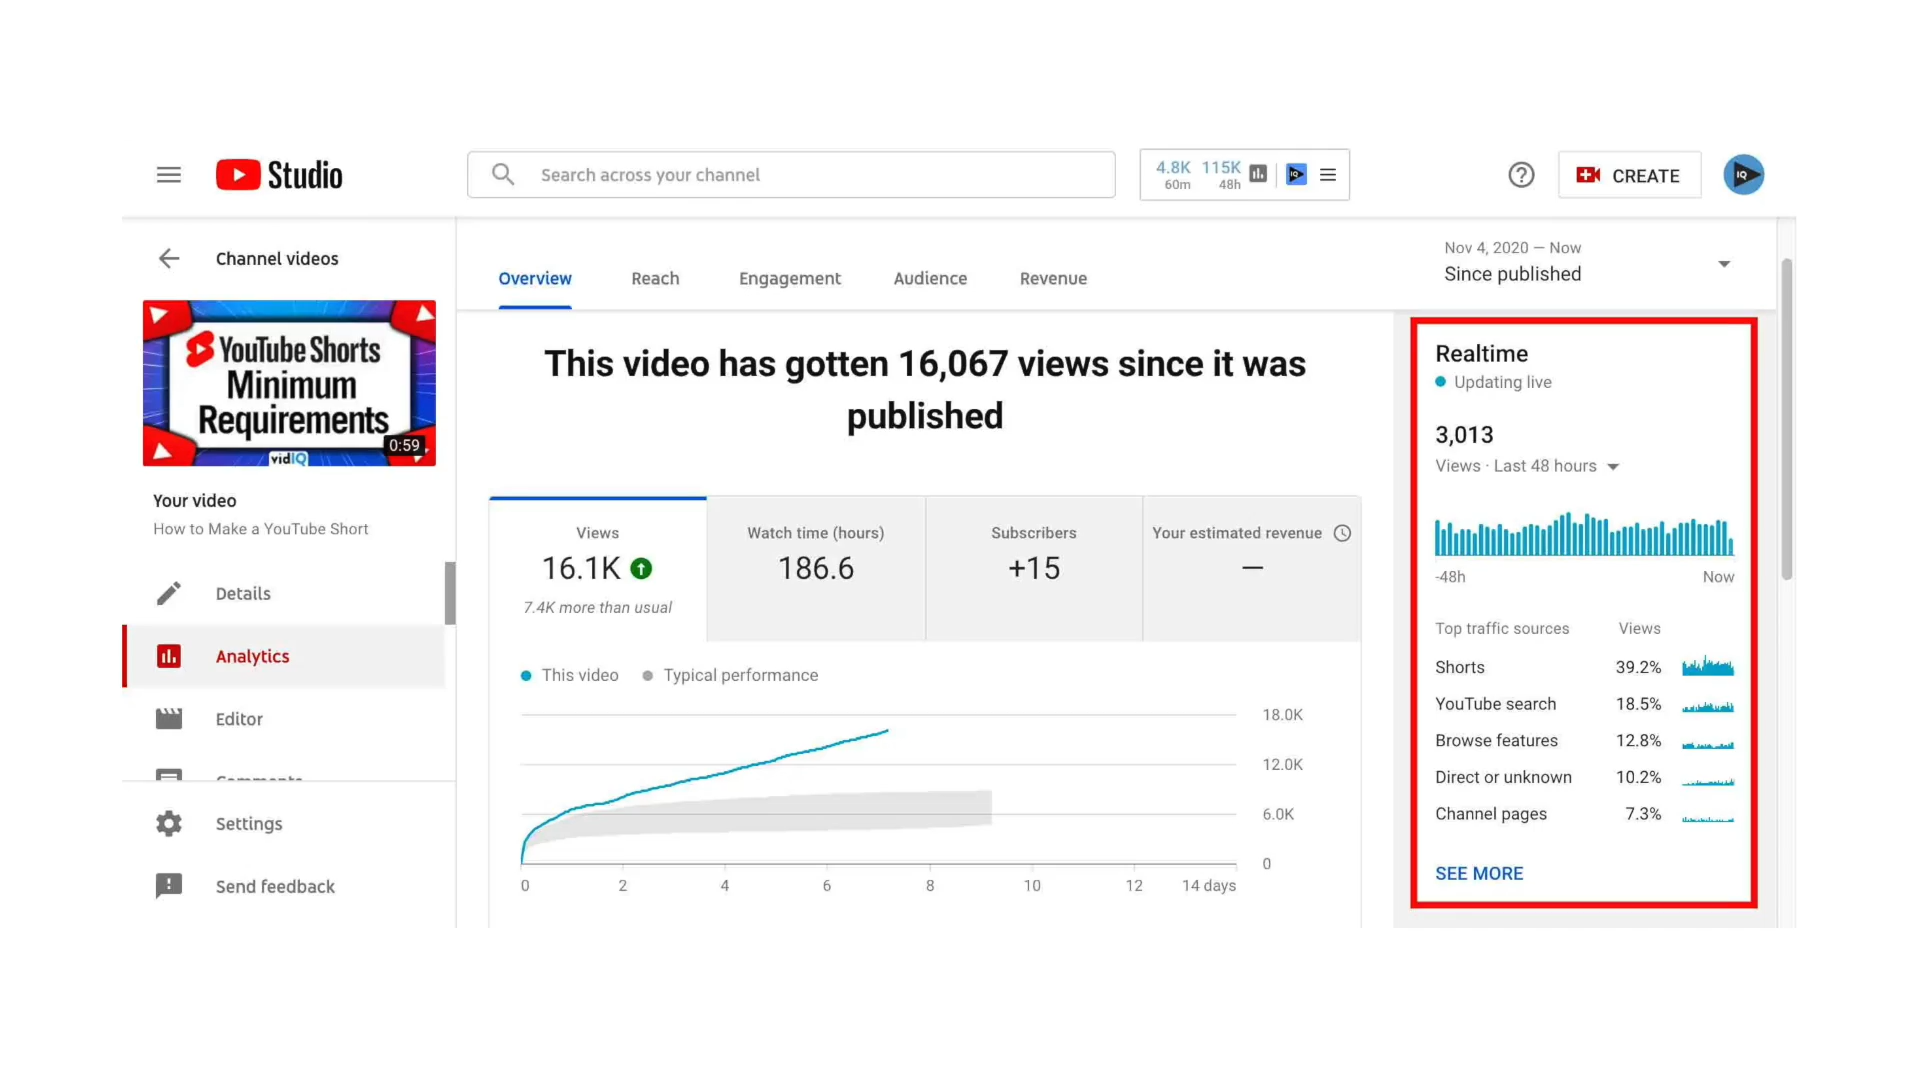 Studio
Search across your channel
4.8K 115K
60m 48h
IQ
CREATE
IQ
Channel videos
YouTube Shorts
Minimum
Requirements
0:59
vidIQ
Your video
How to Make a YouTube Short
Details
Analytics
Editor
Comments
Settings
Send feedback
Overview Reach Engagement Audience Revenue
Nov 4, 2020 – Now
Since published
This video has gotten 16,067 views since it was
published
Views
16.1K
7.4K more than usual
Watch time (hours)
186.6
Subscribers
+15
Your estimated revenue
—
This video Typical performance
18.0K
12.0K
6.0K
0
0 2 4 6 8 10 12 14 days
Realtime
Updating live
3,013
Views · Last 48 hours
-48h Now
Top traffic sources Views
Shorts 39.2%
YouTube search 18.5%
Browse features 12.8%
Direct or unknown 10.2%
Channel pages 7.3%
SEE MORE